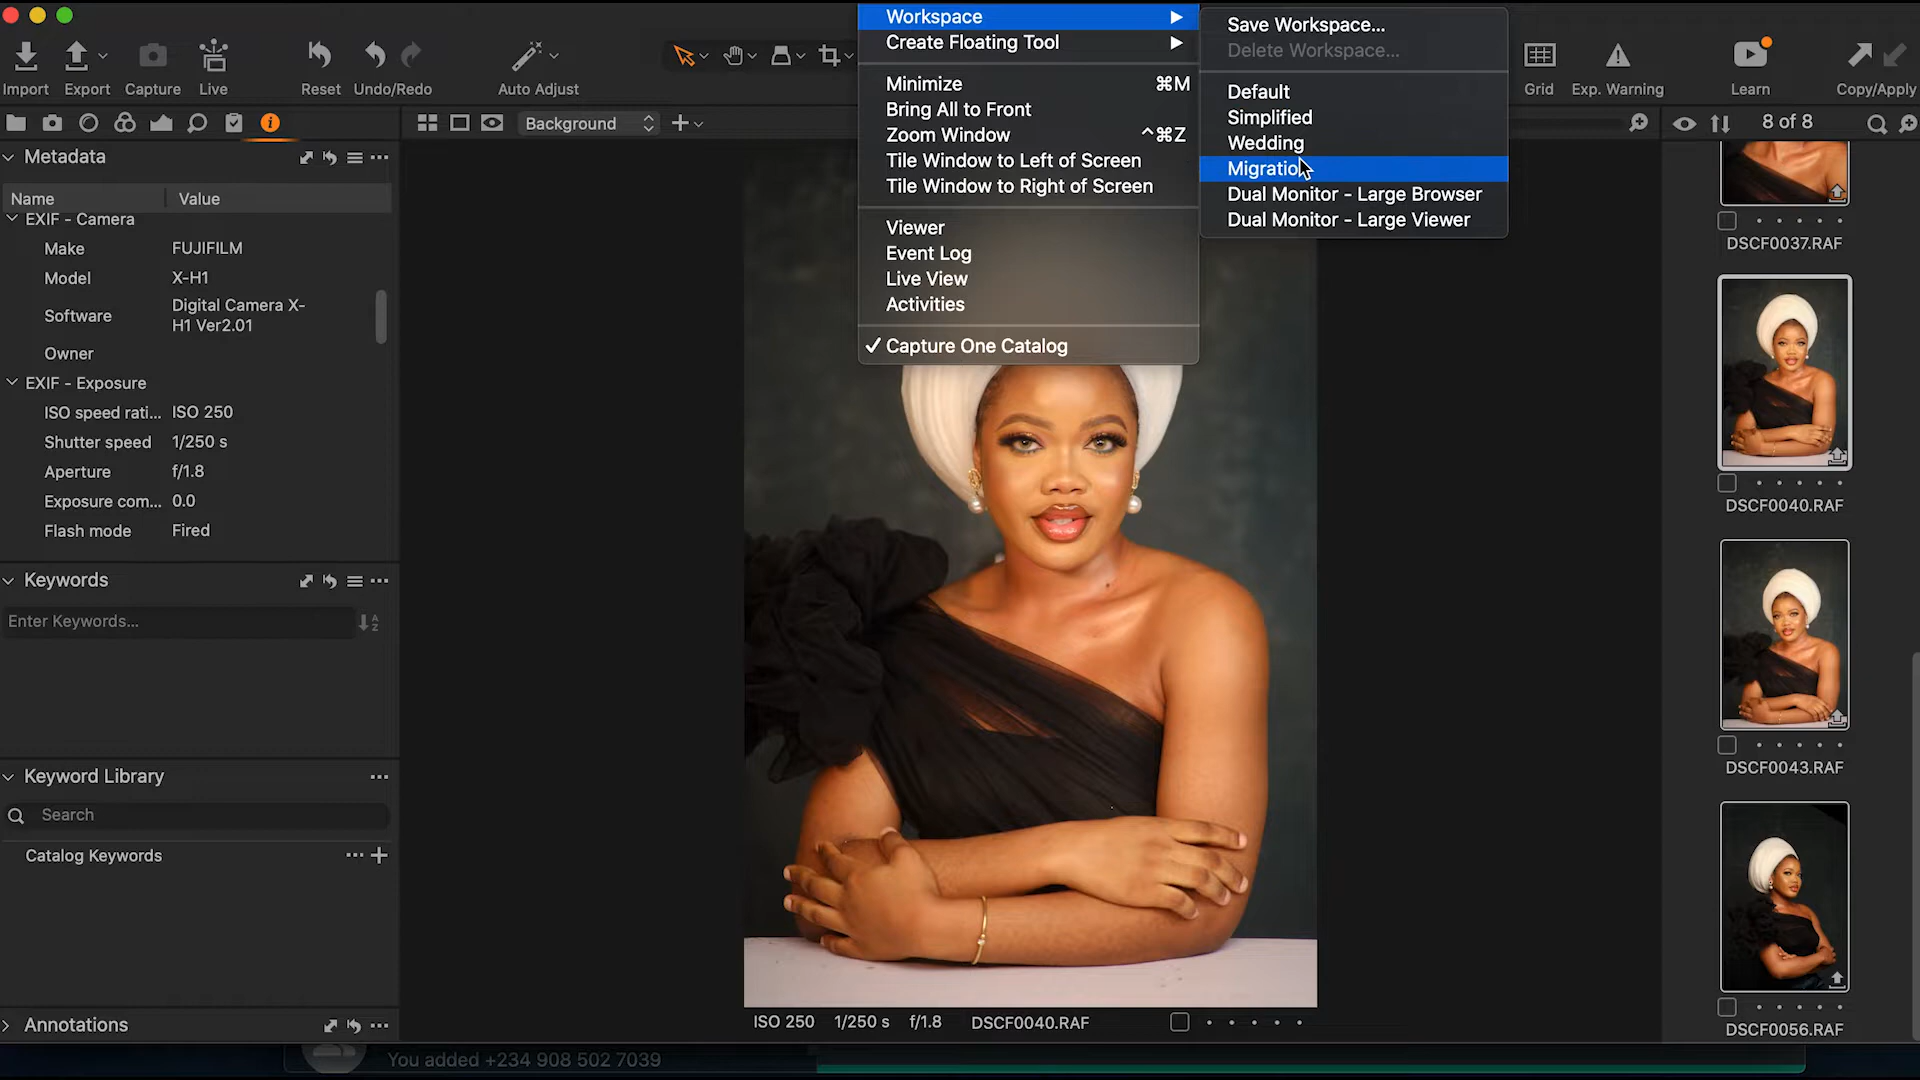 Import
Export
Capture
Live
Reset
Undo/Redo
Auto Adjust
Grid
Exp. Warning
Learn
Copy/Apply
Workspace
Create Floating Tool
Minimize ⌘M
Bring All to Front
Zoom Window ^⌘Z
Tile Window to Left of Screen
Tile Window to Right of Screen
Viewer
Event Log
Live View
Activities
✓ Capture One Catalog
Save Workspace...
Delete Workspace...
Default
Simplified
Wedding
Migration
Dual Monitor - Large Browser
Dual Monitor - Large Viewer
Background
8 of 8
Metadata
Name Value
EXIF - Camera
Make FUJIFILM
Model X-H1
Software Digital Camera X-
H1 Ver2.01
Owner
EXIF - Exposure
ISO speed rati... ISO 250
Shutter speed 1/250 s
Aperture f/1.8
Exposure com... 0.0
Flash mode Fired
Keywords
Enter Keywords...
Keyword Library
Search
Catalog Keywords
Annotations
ISO 250 1/250 s f/1.8 DSCF0040.RAF
DSCF0037.RAF
DSCF0040.RAF
DSCF0043.RAF
DSCF0056.RAF
You added +234 908 502 7039